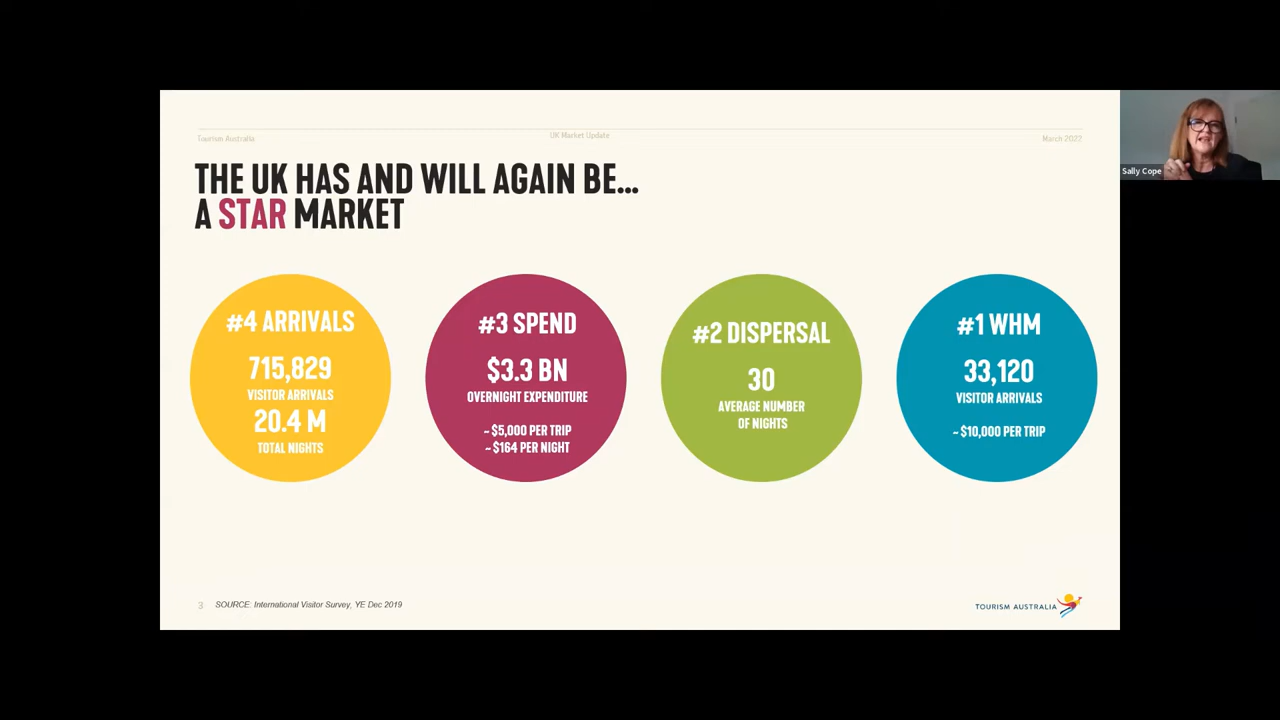 Tourism Australia
UK Market Update
March 2022
THE UK HAS AND WILL AGAIN BE...
A STAR MARKET
#4 ARRIVALS
715,829
VISITOR ARRIVALS
20.4 M
TOTAL NIGHTS
#3 SPEND
$3.3 BN
OVERNIGHT EXPENDITURE
~ $5,000 PER TRIP
~ $164 PER NIGHT
#2 DISPERSAL
30
AVERAGE NUMBER
OF NIGHTS
#1 WHM
33,120
VISITOR ARRIVALS
~ $10,000 PER TRIP
Sally Cope
3
SOURCE: International Visitor Survey, YE Dec 2019
TOURISM AUSTRALIA